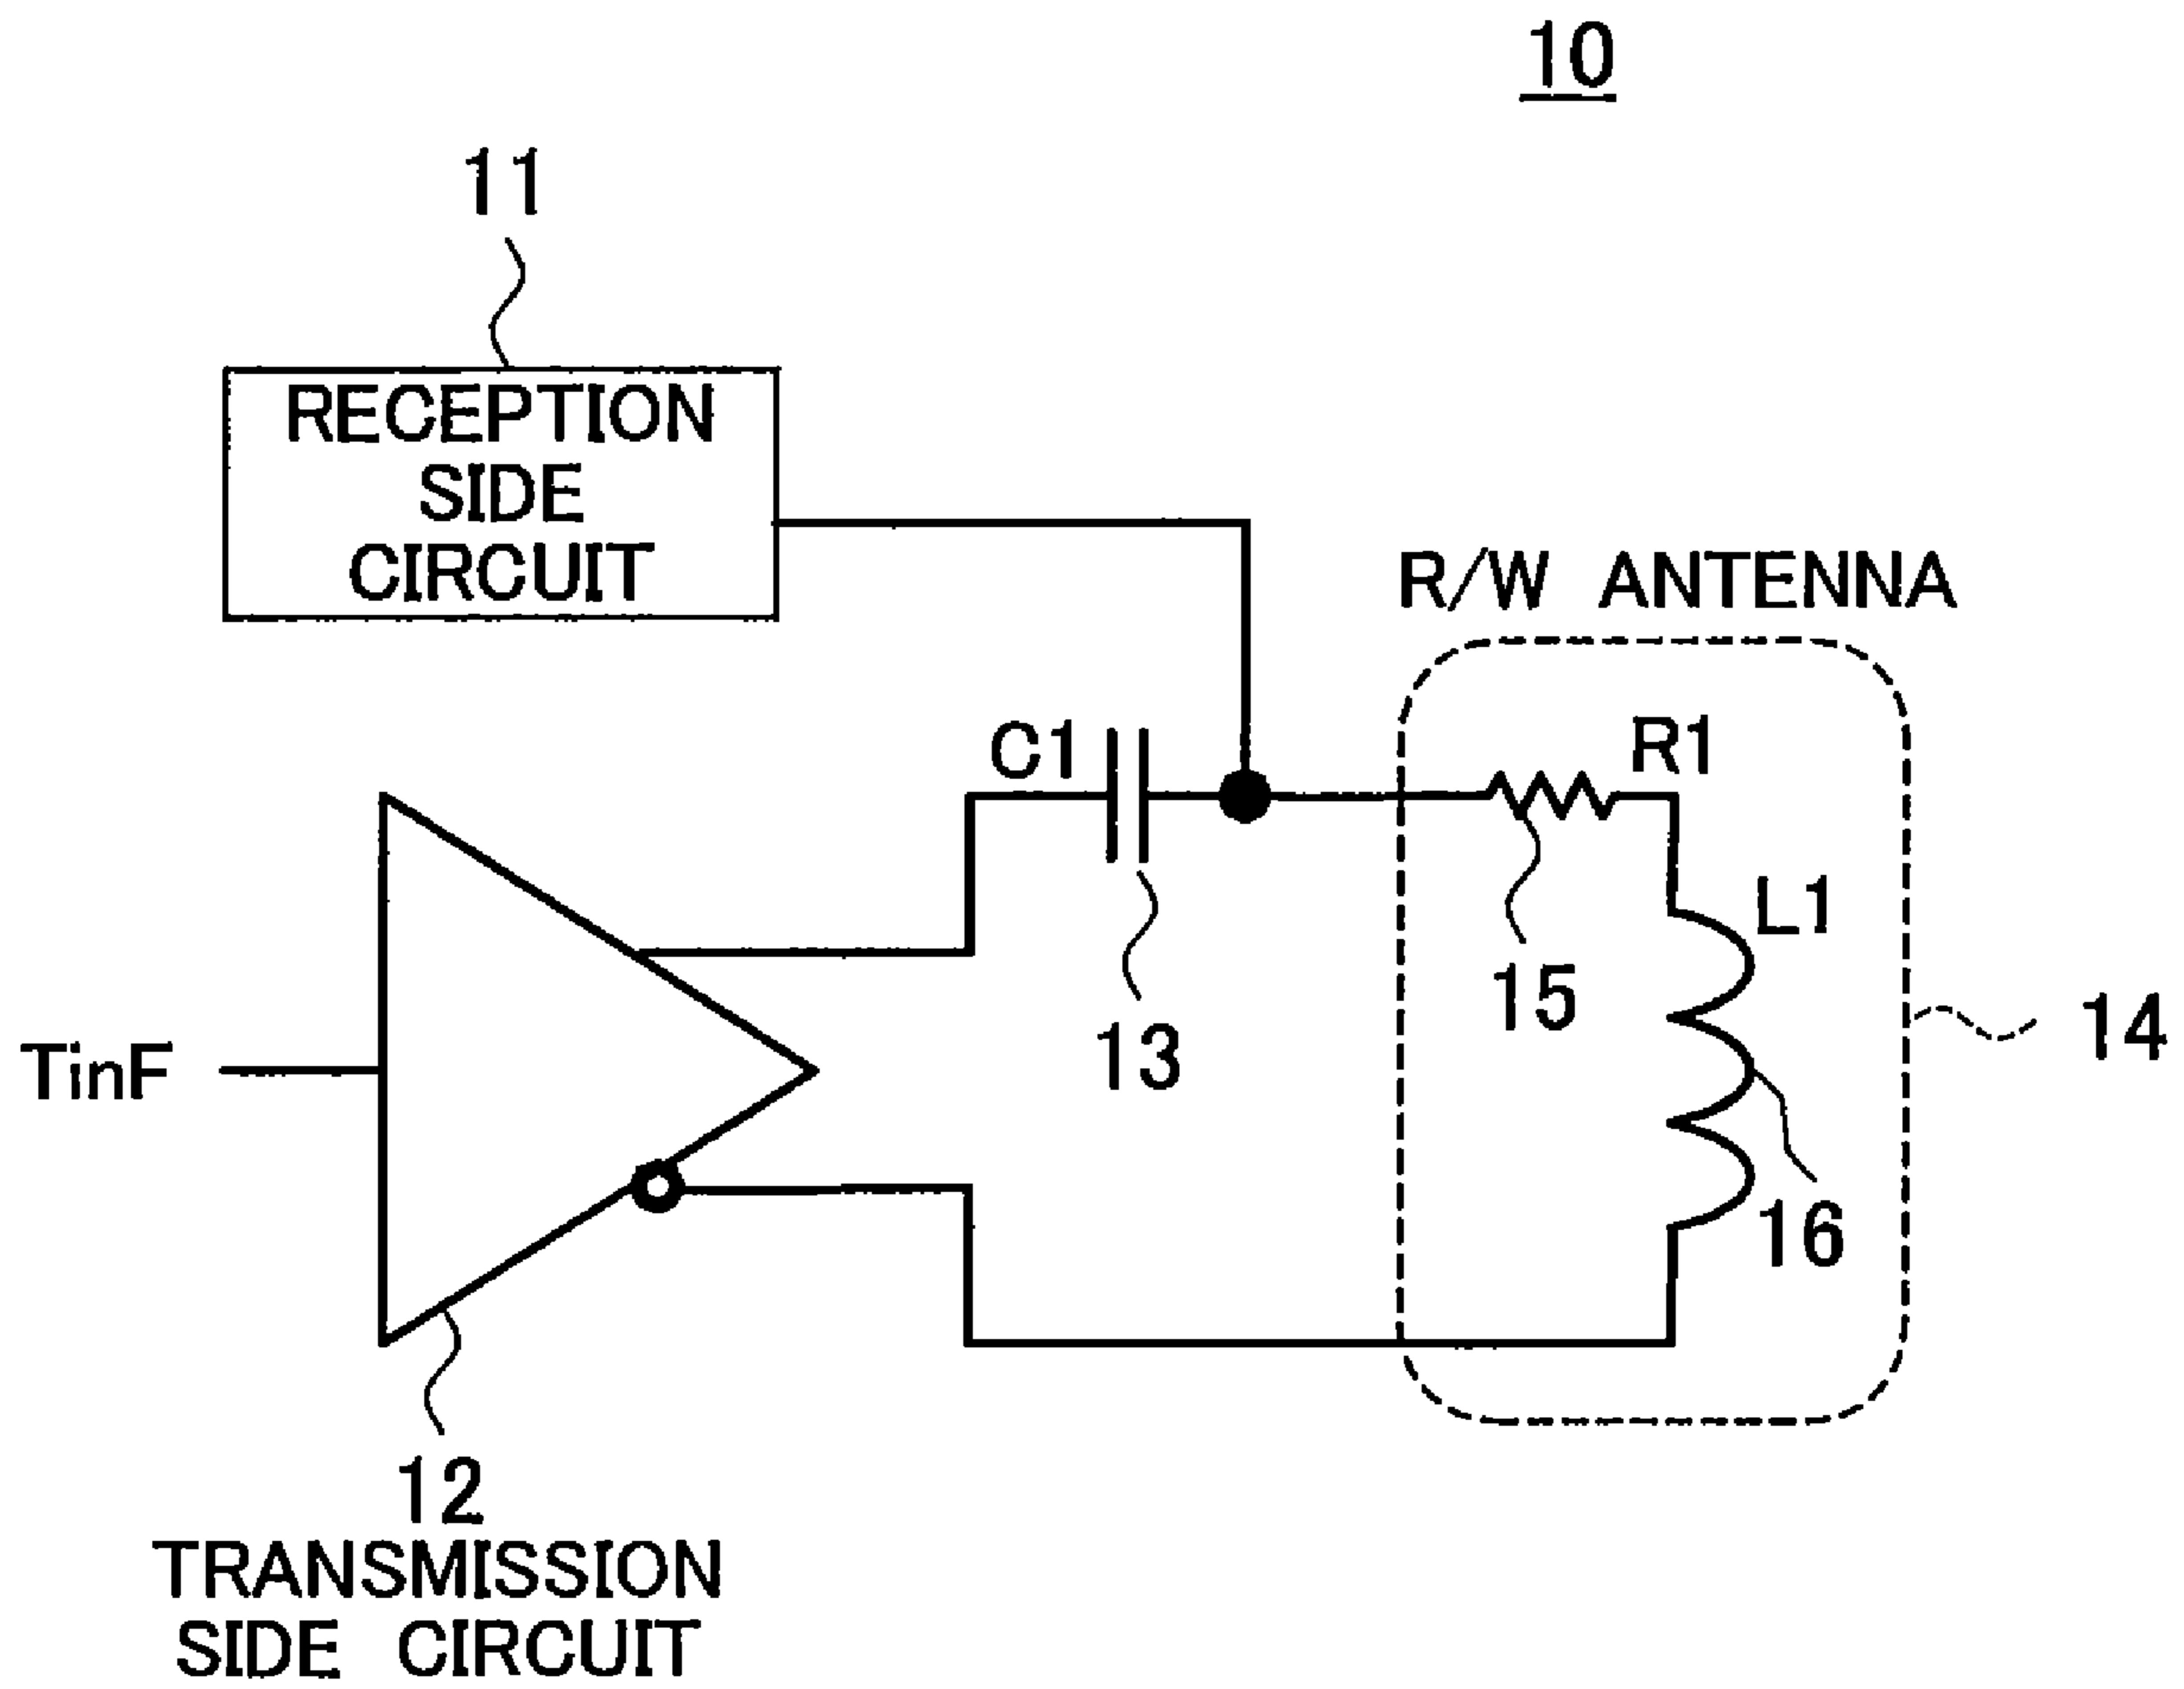 10
11
RECEPTION
SIDE
CIRCUIT
R/W ANTENNA
C1
R1
L1
15
14
13
TinF
16
12
TRANSMISSION
SIDE CIRCUIT